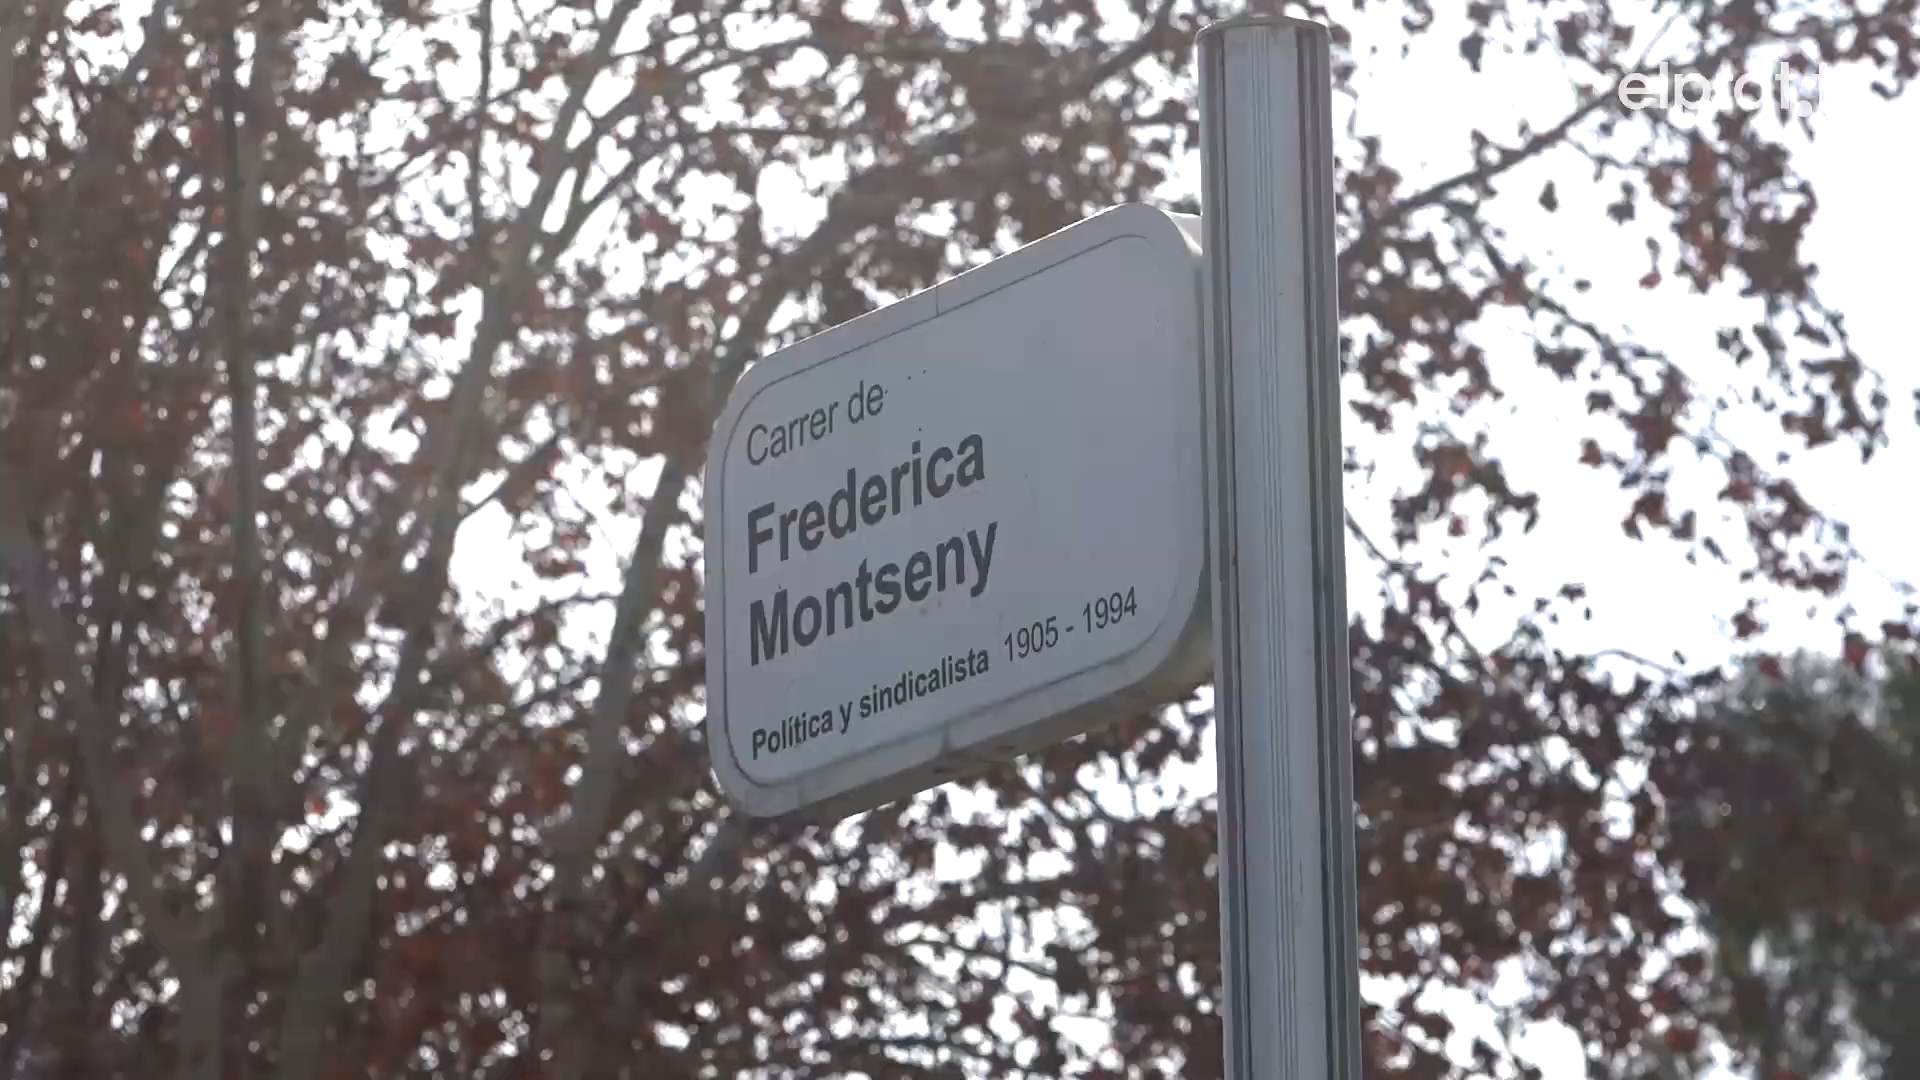 elprat.
Carrer de
Frederica
Montseny
Política y sindicalista 1905 - 1994